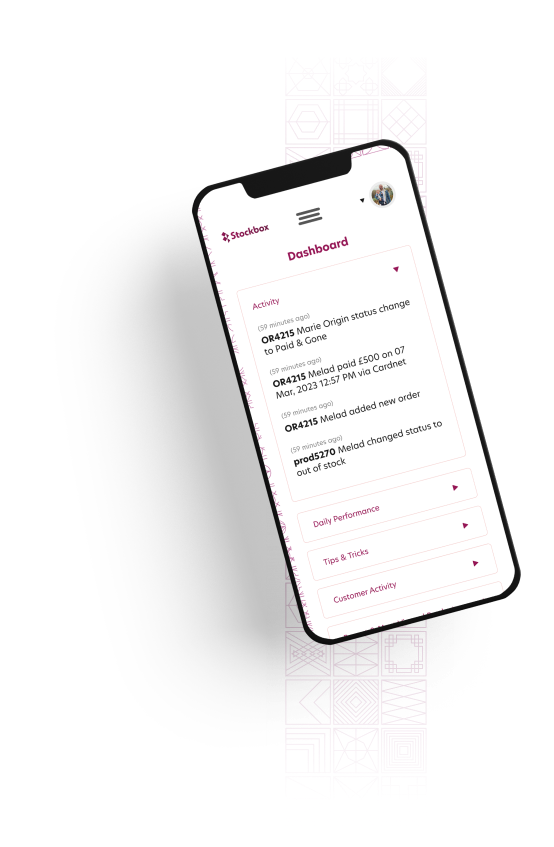 Stockbox
Dashboard
Activity
(59 minutes ago)
OR4215 Marie Origin status change
to Paid & Gone
(59 minutes ago)
OR4215 Melad paid £500 on 07
Mar, 2023 12:57 PM via Cardnet
(59 minutes ago)
OR4215 Melad added new order
(59 minutes ago)
prod5270 Melad changed status to
out of stock
Daily Performance
Tips & Tricks
Customer Activity